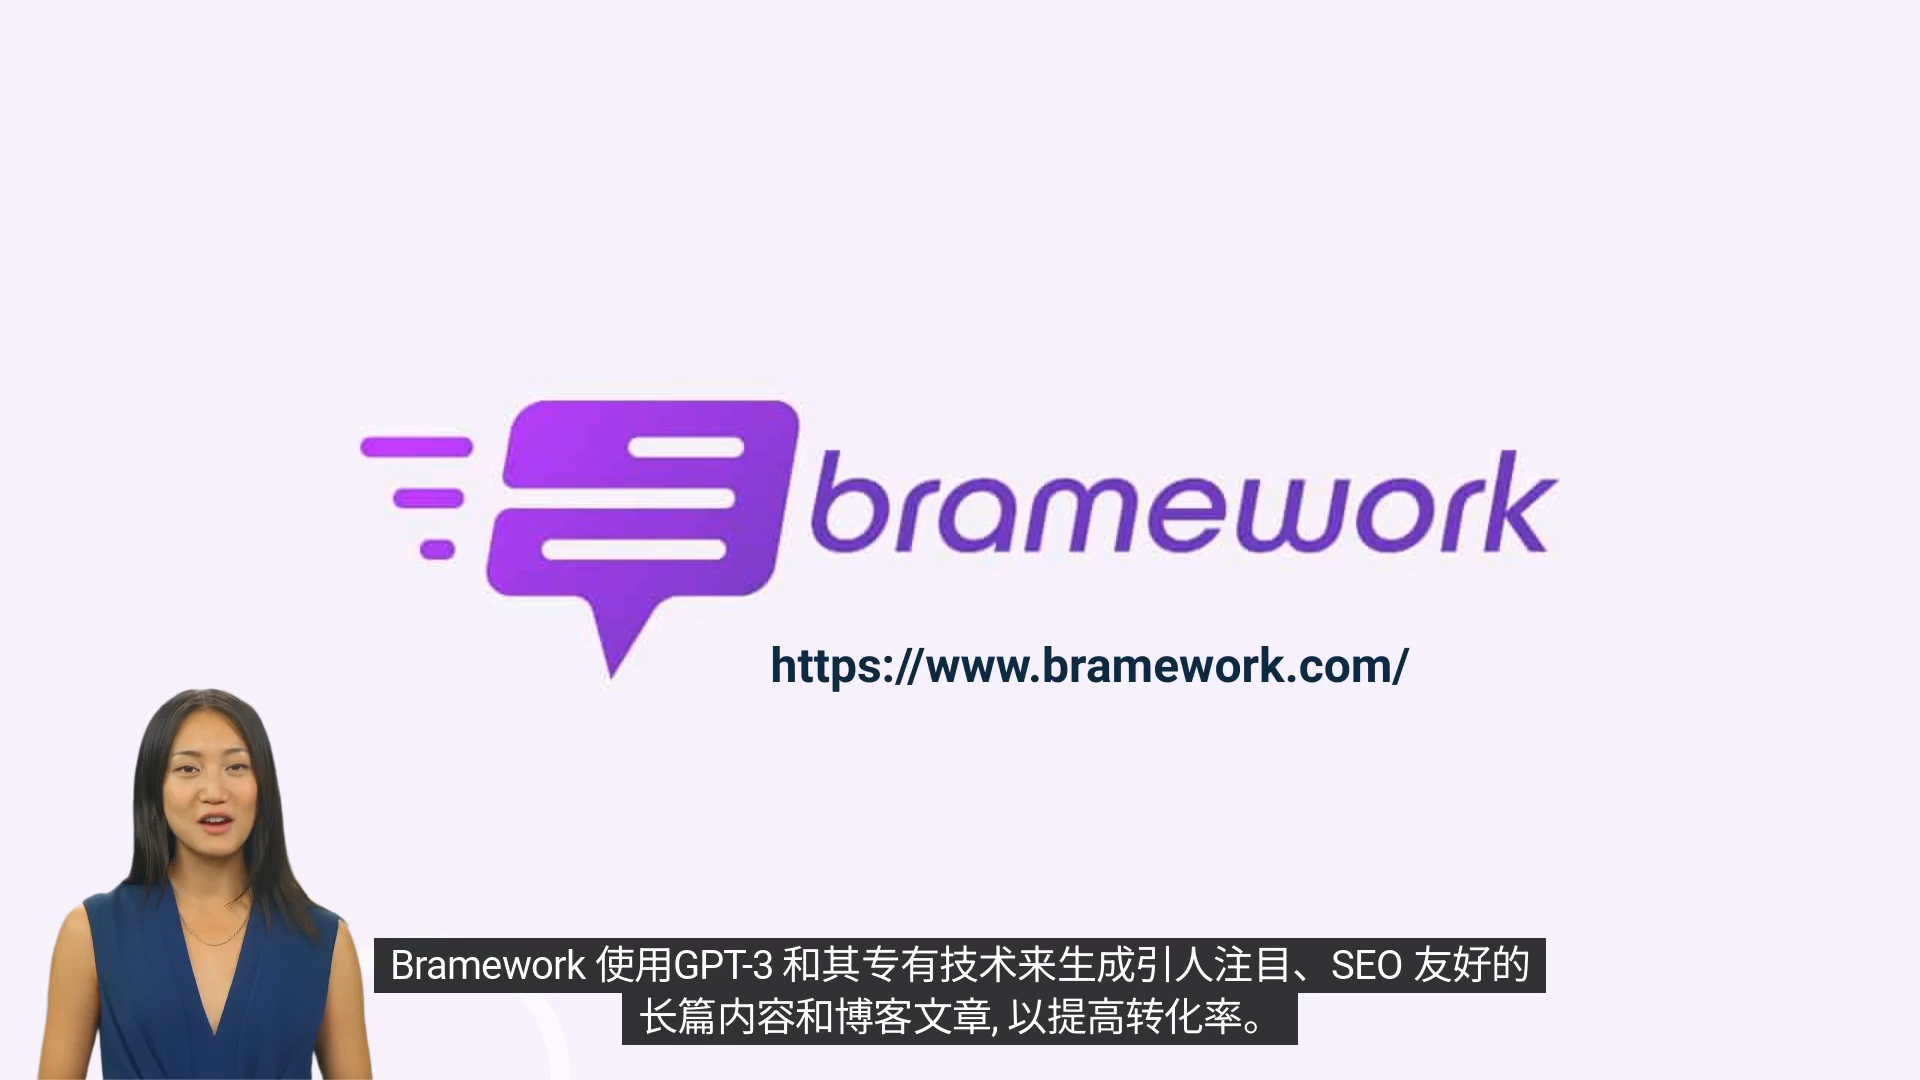 bramework
https://www.bramework.com/
Bramework 使用GPT-3 和其专有技术来生成引人注目、SEO 友好的
长篇内容和博客文章, 以提高转化率。